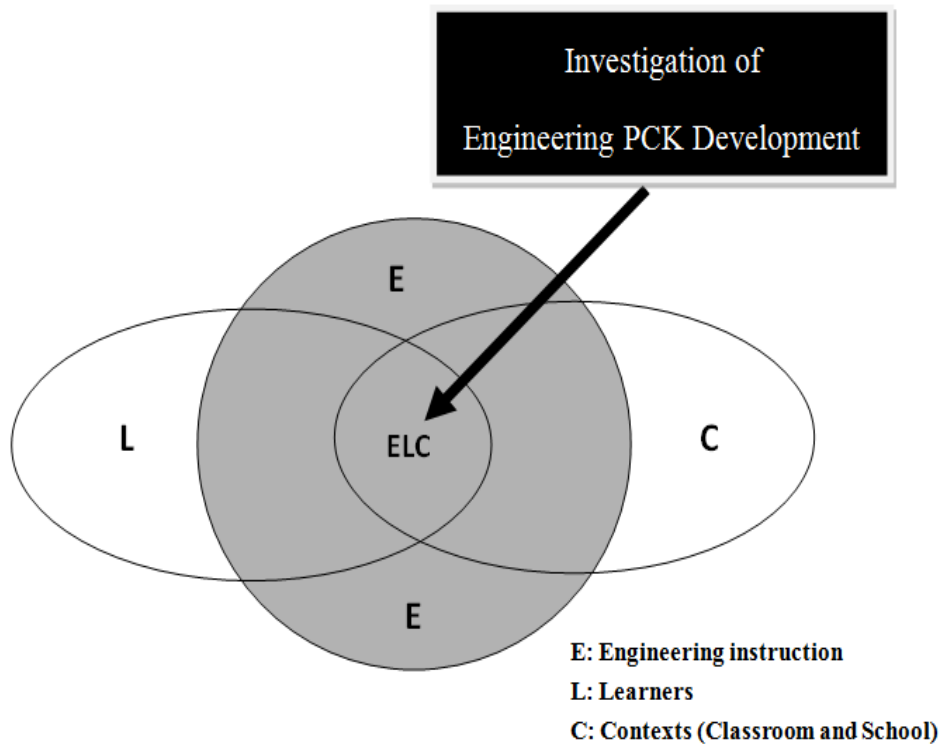 Investigation of
Engineering PCK Development
E
L
ELC
C
E
E: Engineering instruction
L: Learners
C: Contexts (Classroom and School)